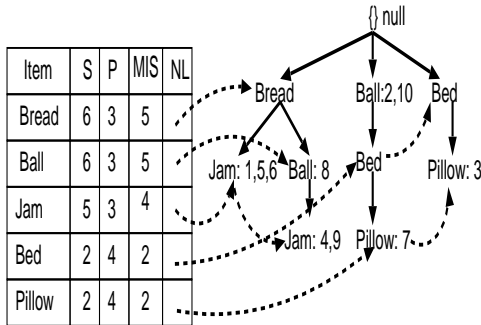 Item S P MIS NL
Bread 6 3 5
Ball 6 3 5
Jam 5 3 4
Bed 2 4 2
Pillow 2 4 2
{} null
Bread Ball:2,10 Bed
Jam: 1,5,6 Ball: 8 Bed Pillow: 3
Jam: 4,9 Pillow: 7